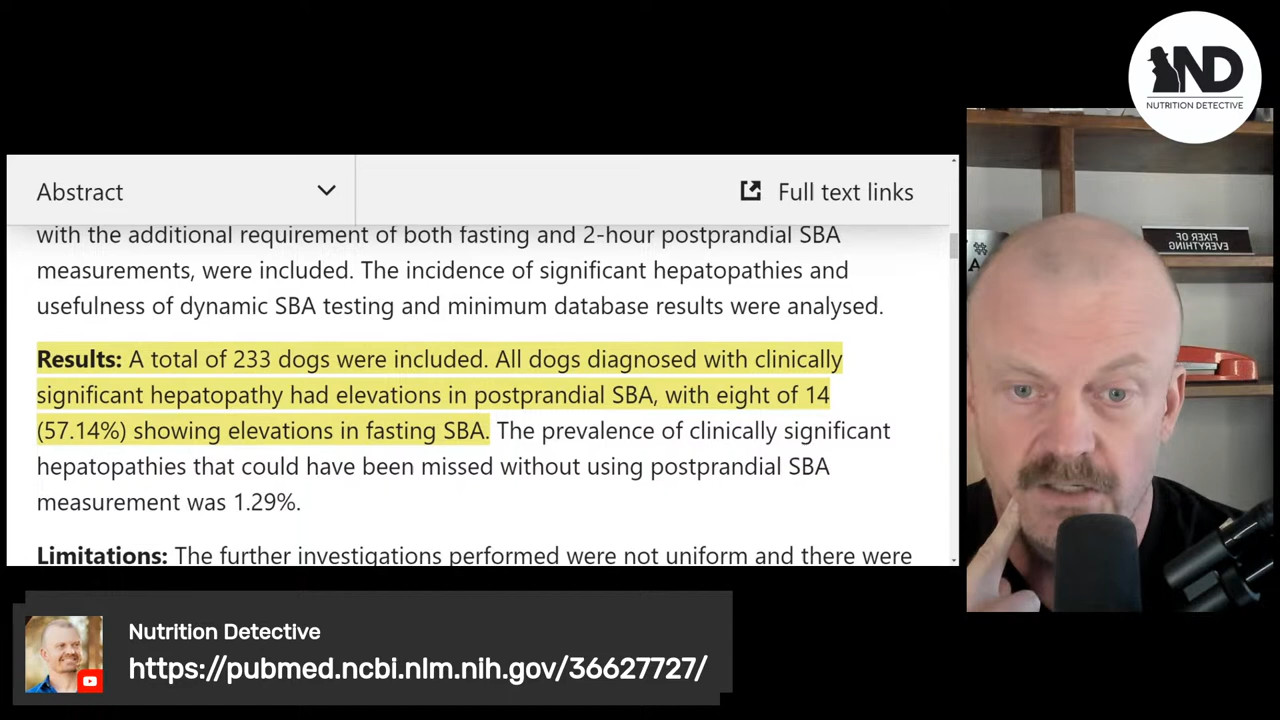 ND
NUTRITION DETECTIVE
Abstract
Full text links
with the additional requirement of both fasting and 2-hour postprandial SBA
measurements, were included. The incidence of significant hepatopathies and
usefulness of dynamic SBA testing and minimum database results were analysed.
Results: A total of 233 dogs were included. All dogs diagnosed with clinically
significant hepatopathy had elevations in postprandial SBA, with eight of 14
(57.14%) showing elevations in fasting SBA. The prevalence of clinically significant
hepatopathies that could have been missed without using postprandial SBA
measurement was 1.29%.
Limitations: The further investigations performed were not uniform and there were
FIXER OF
EVERYTHING
Nutrition Detective
https://pubmed.ncbi.nlm.nih.gov/36627727/